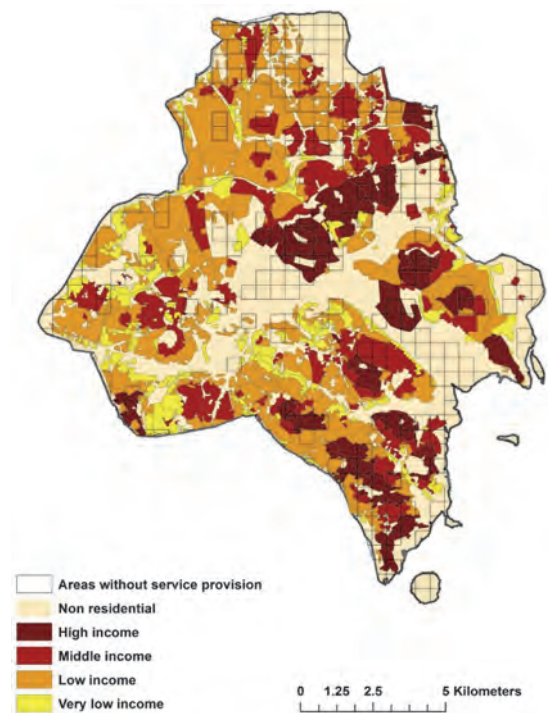 Areas without service provision
Non residential
High income
Middle income
Low income
Very low income
0 1.25 2.5 5 Kilometers